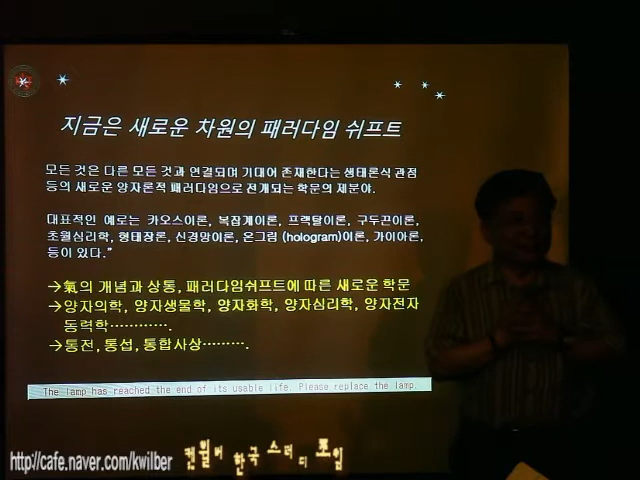 지금은 새로운 차원의 패러다임 쉬프트
모든 것은 다른 모든 것과 연결되며 기대어 존재한다는 생태론식 관점
등의 새로운 양자론적 패러다임으로 전개되는 학문의 제분야.
대표적인 예로는 카오스이론, 복잡계이론, 프랙탈이론, 구두끈이론,
초월심리학, 형태장론, 신경망이론, 온그림 (hologram)이론, 가이아론,
등이 있다.”
→氣의 개념과 상통, 패러다임쉬프트에 따른 새로운 학문
→양자의학, 양자생물학, 양자화학, 양자심리학, 양자전자
동력학…………. 
→통전, 통섭, 통합사상……….
The lamp has reached the end of its usable life. Please replace the lamp.
http://cafe.naver.com/kwilber 켄윌버 한국 스터디 모임